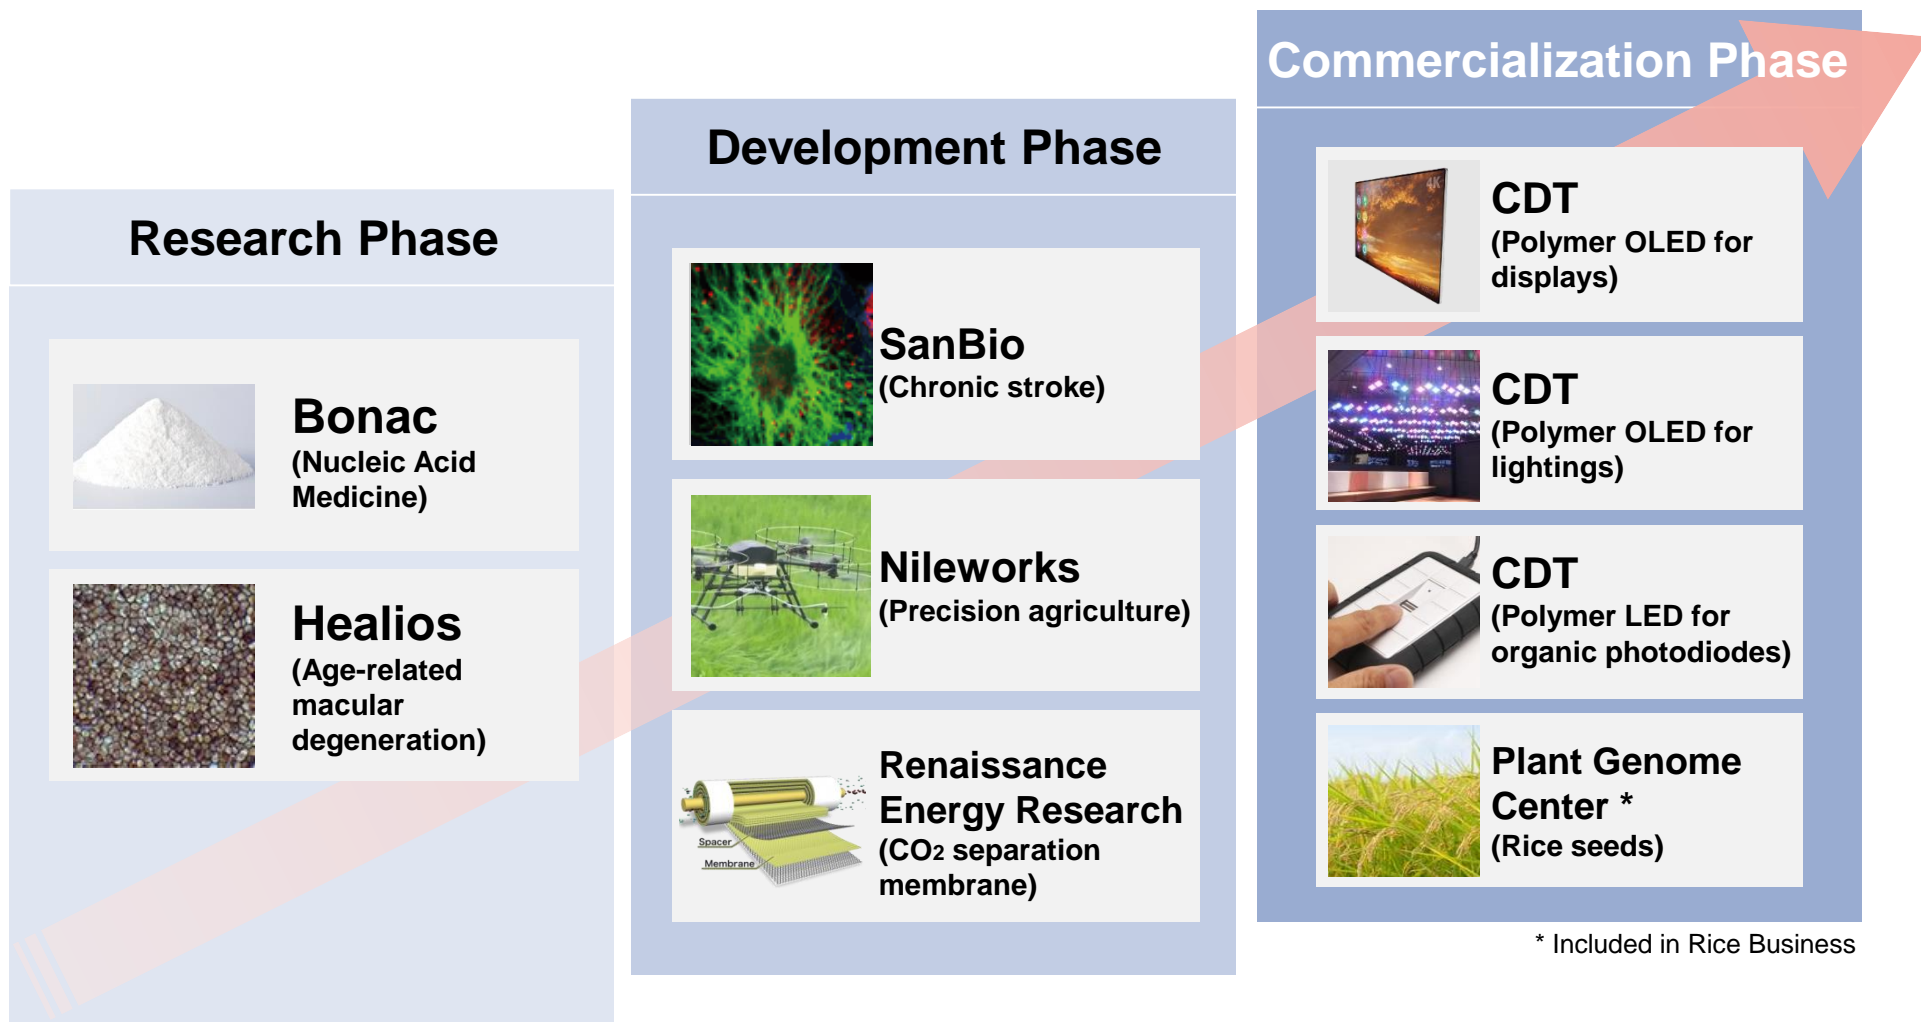 Research Phase
Bonac
(Nucleic Acid
Medicine)
Healios
(Age-related
macular
degeneration)
Development Phase
SanBio
(Chronic stroke)
Nileworks
(Precision agriculture)
Spacer
Membrane
Renaissance
Energy Research
(CO2 separation
membrane)
Commercialization Phase
4K
CDT
(Polymer OLED for
displays)
CDT
(Polymer OLED for
lightings)
CDT
(Polymer LED for
organic photodiodes)
Plant Genome
Center *
(Rice seeds)
* Included in Rice Business